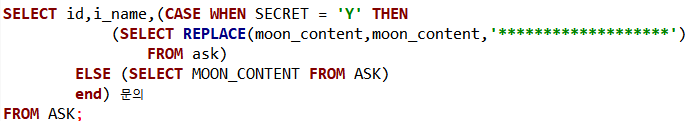 SELECT id,i_name,(CASE WHEN SECRET = 'Y' THEN
(SELECT REPLACE(moon_content,moon_content,'*******************')
FROM ask)
ELSE (SELECT MOON_CONTENT FROM ASK)
end) 문의
FROM ASK;